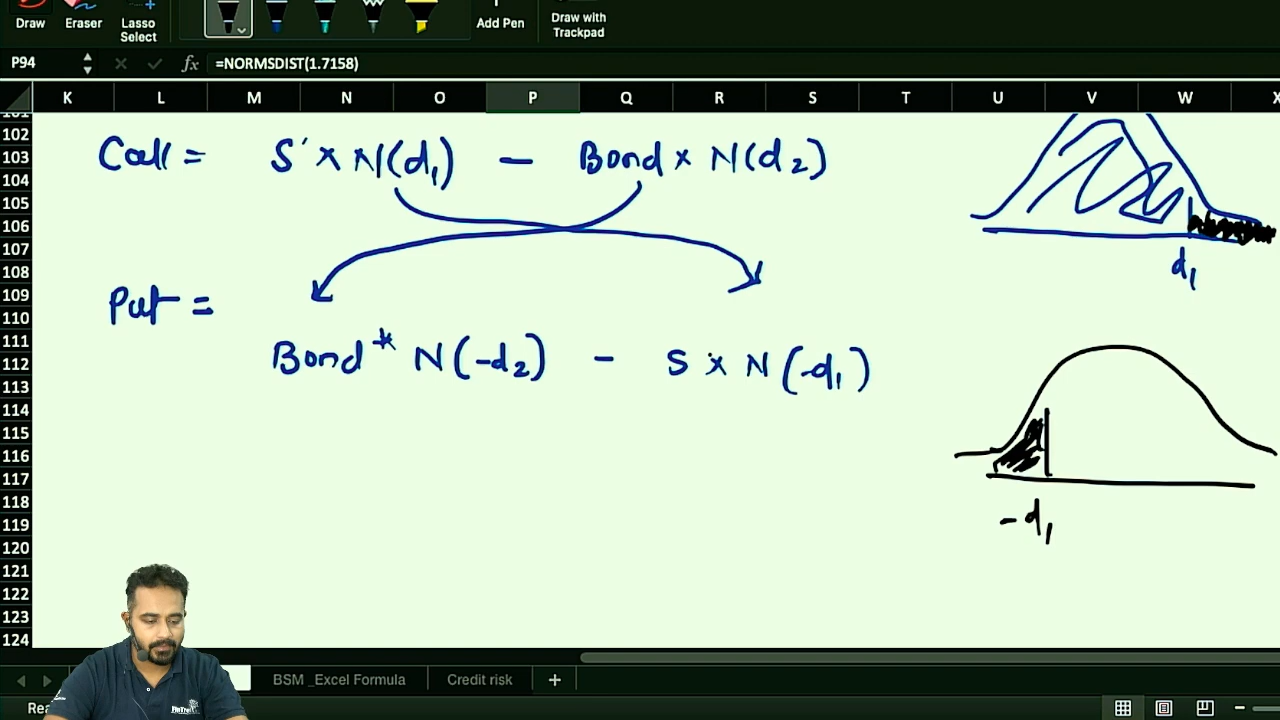 Draw Eraser Lasso Select Add Pen Draw with Trackpad
P94 fx =NORMSDIST(1.7158)
K L M N O P Q R S T U V W X
102
103 Call = S × N(d1) − Bond × N(d2)
104
105
106
107
108 d1
109
110 Put =
111
112 Bond * N(-d2) - S × N(-d1)
113
114
115
116
117
118
119 -d1
120
121
122
123
124
BSM _Excel Formula Credit risk +